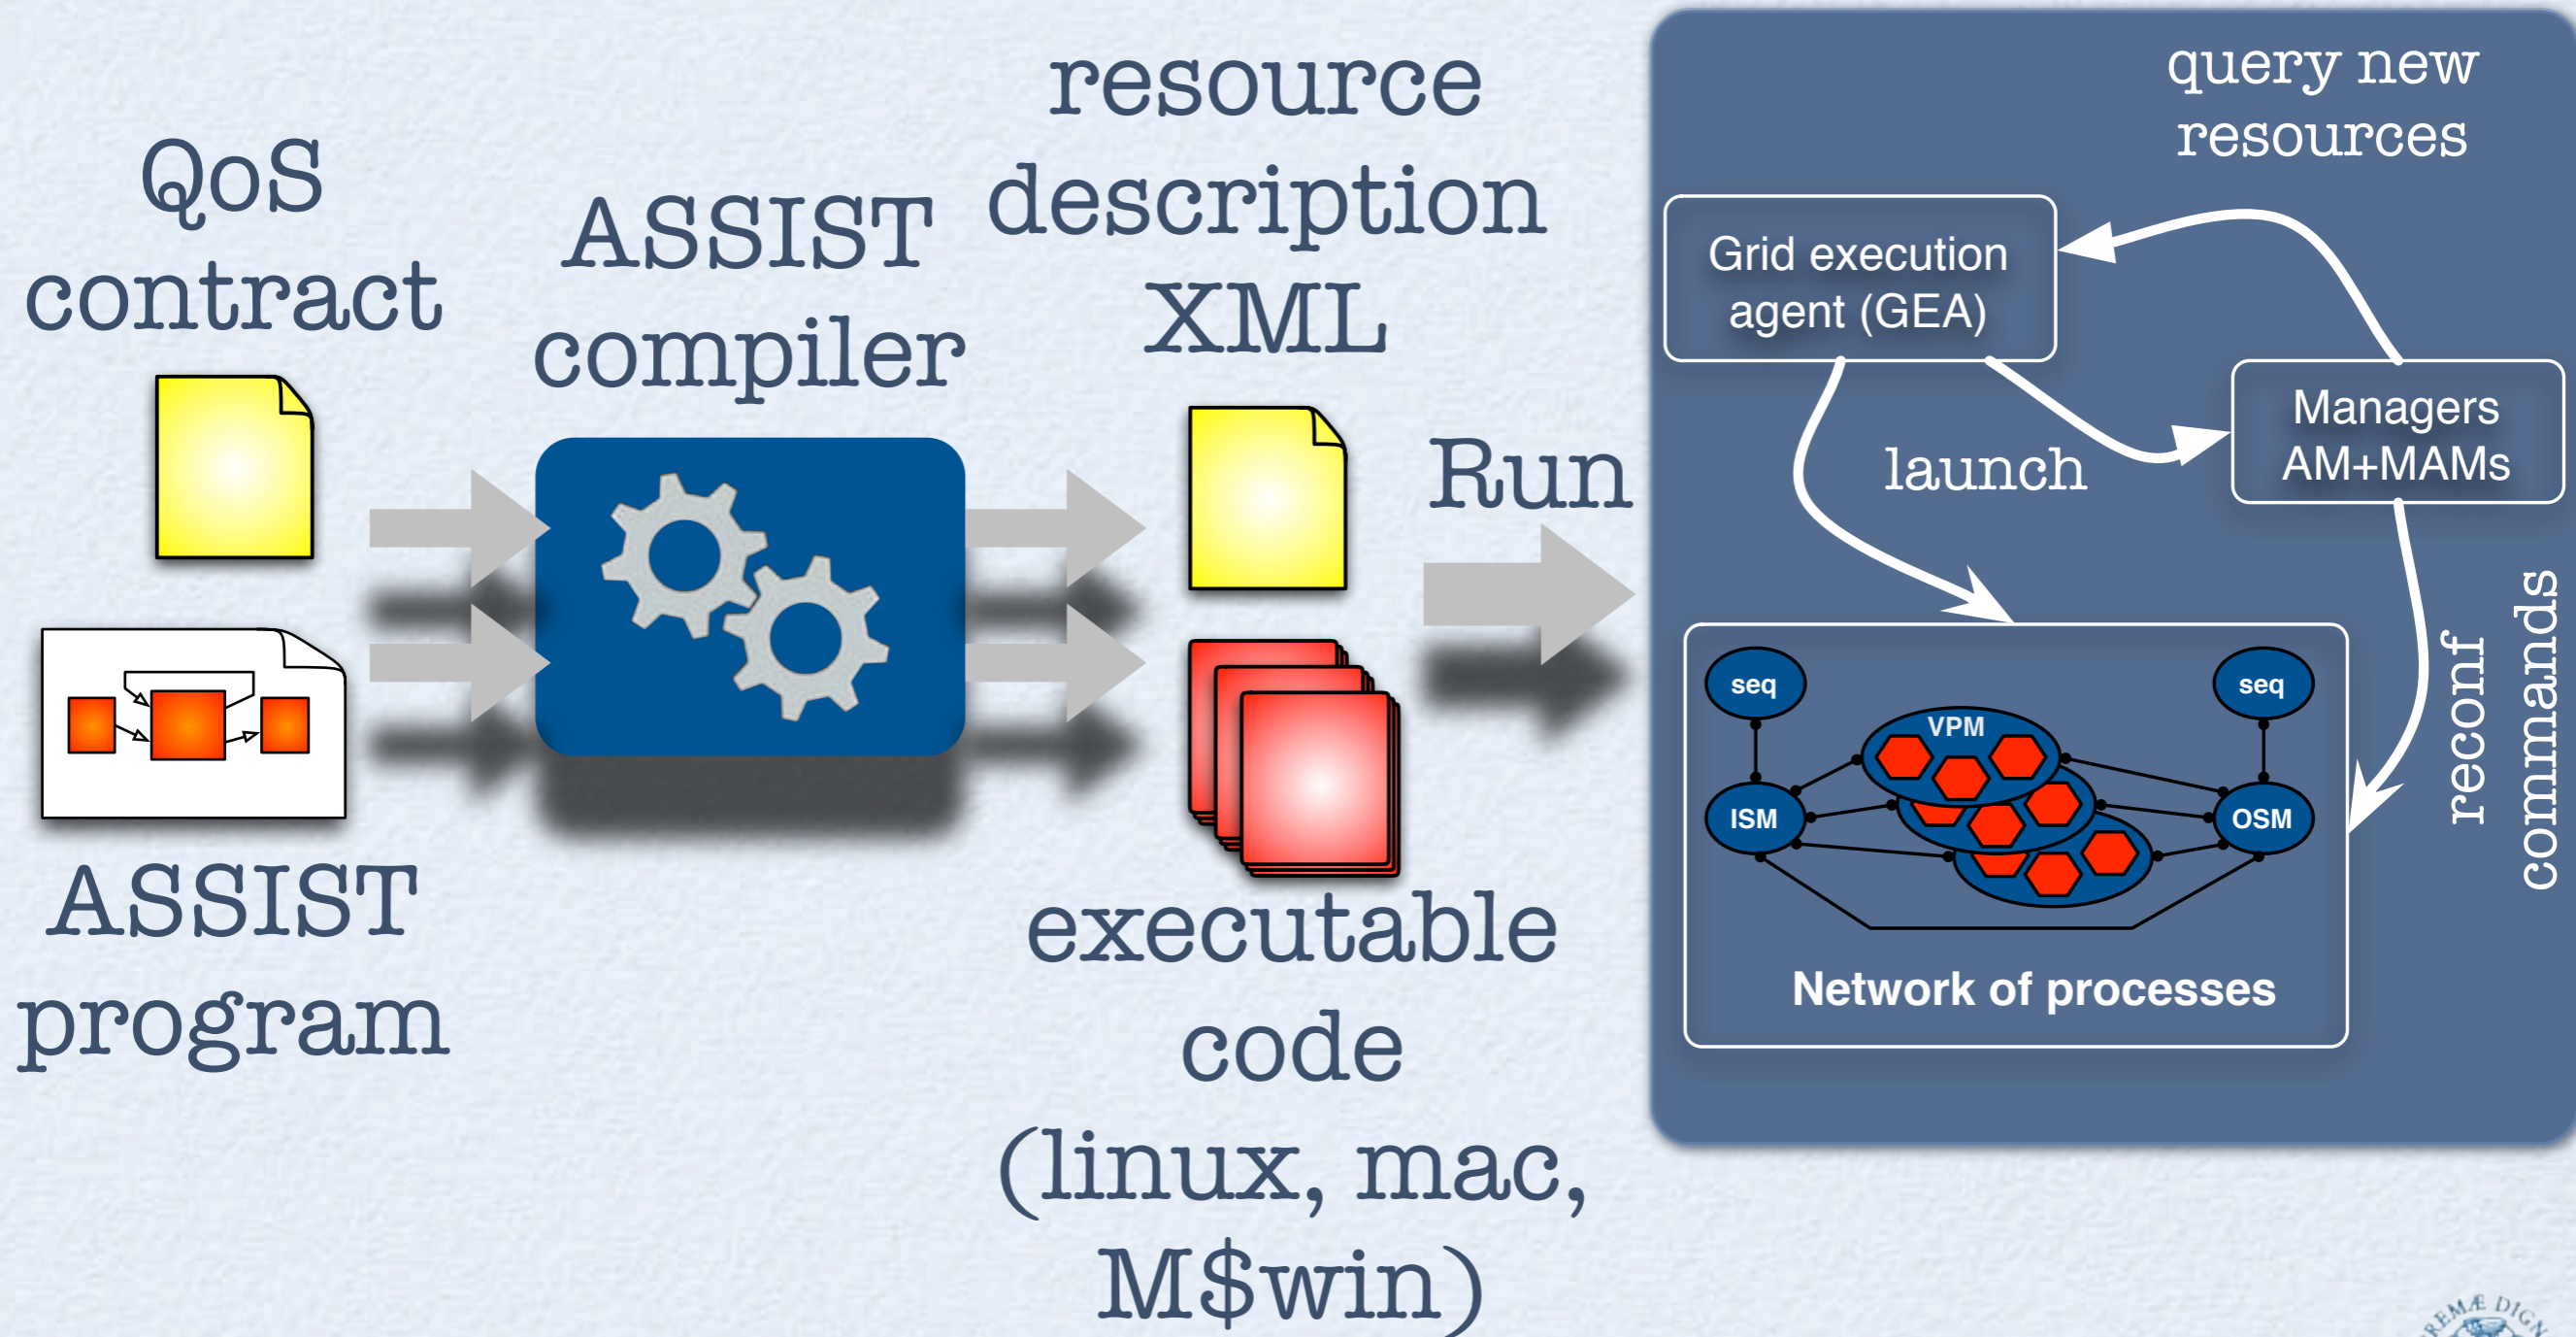 QoS
contract
ASSIST
program
ASSIST
compiler
resource
description
XML
executable
code
(linux, mac,
M$win)
Run
query new
resources
Grid execution
agent (GEA)
Managers
AM+MAMs
launch
reconf
commands
seq
seq
VPM
ISM
OSM
Network of processes